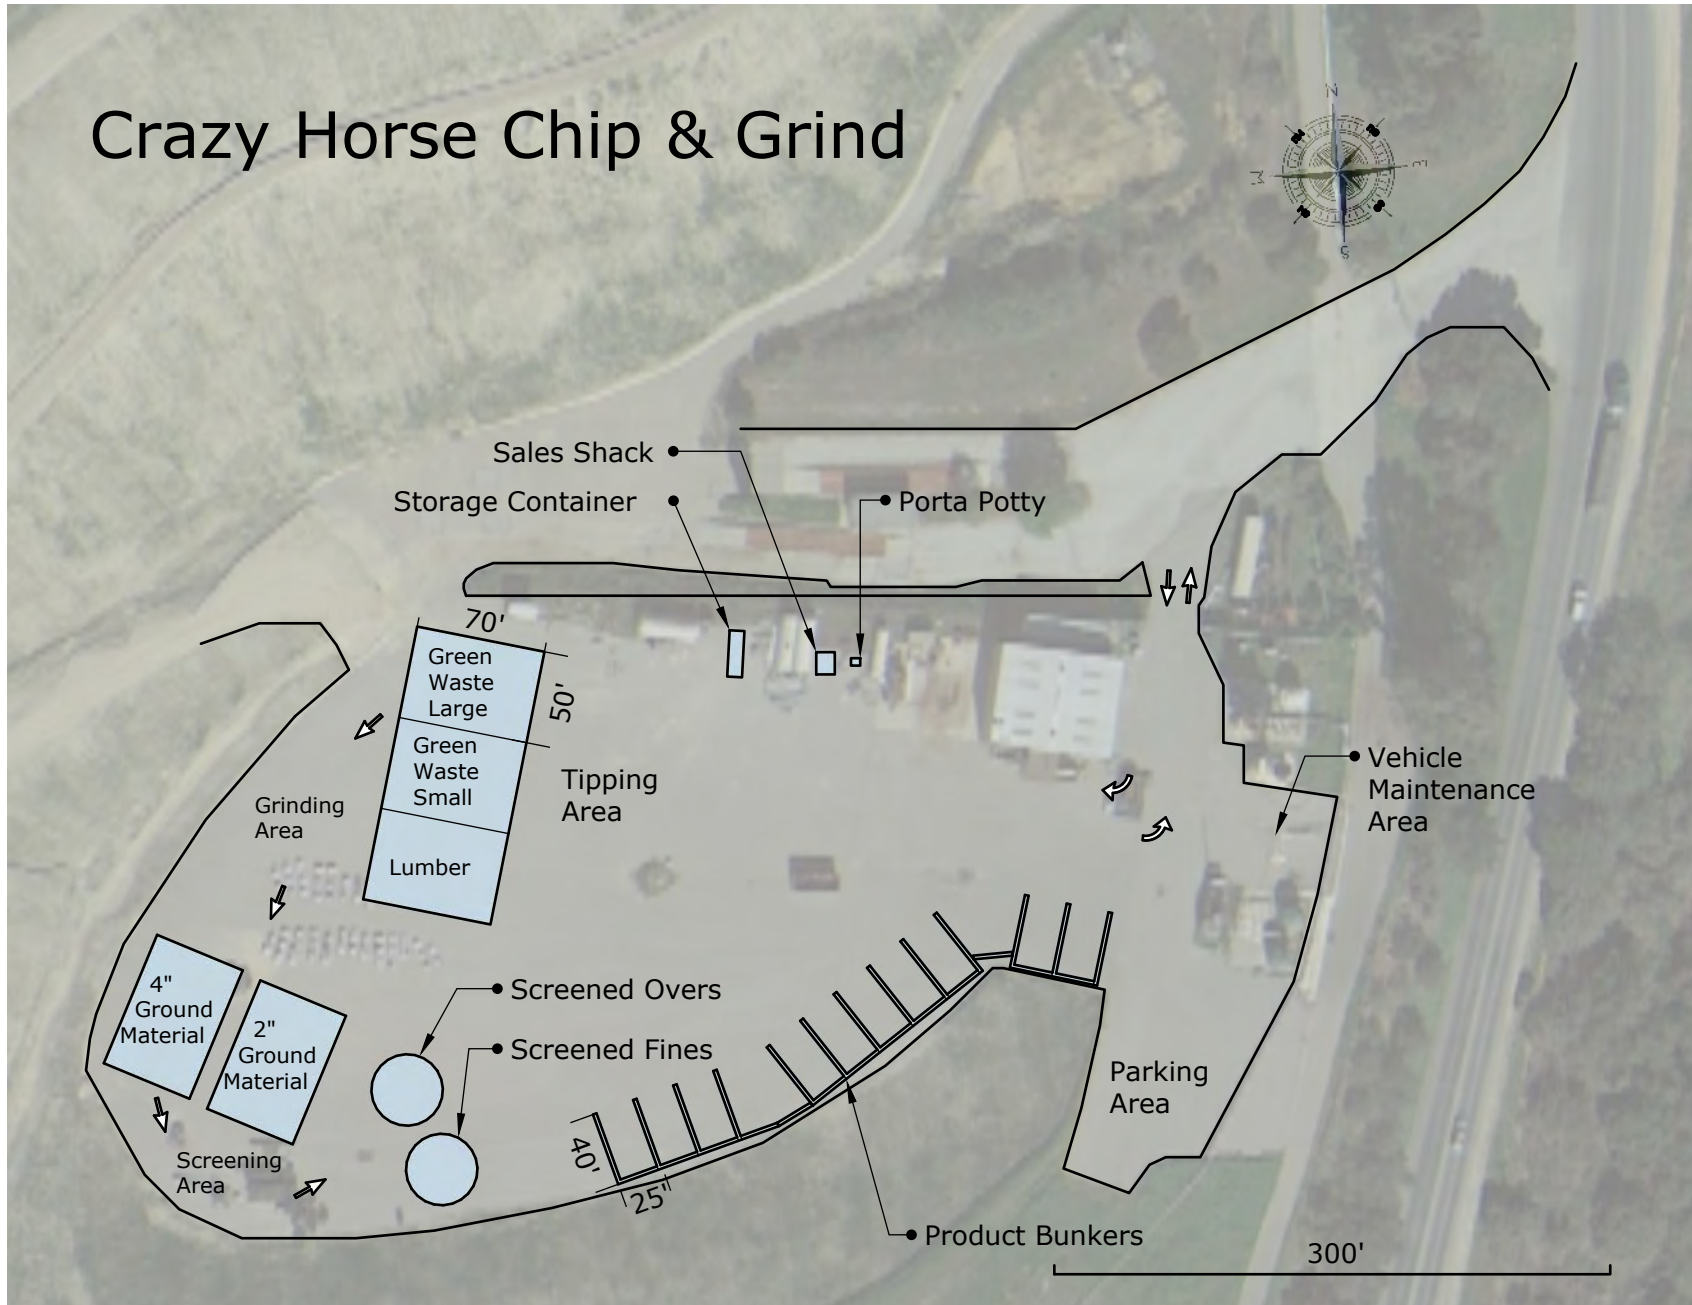 Crazy Horse Chip & Grind
N
W
E
S
Sales Shack
Storage Container
Porta Potty
70'
50'
Green
Waste
Large
Green
Waste
Small
Lumber
Tipping
Area
Grinding
Area
Vehicle
Maintenance
Area
4"
Ground
Material
2"
Ground
Material
Screened Overs
Screened Fines
Parking
Area
Screening
Area
40'
25'
Product Bunkers
300'